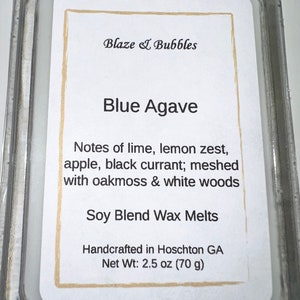 Blaze & Bubbles
Blue Agave
Notes of lime, lemon zest,
apple, black currant; meshed
with oakmoss & white woods
Soy Blend Wax Melts
Handcrafted in Hoschton GA
Net Wt: 2.5 oz (70 g)